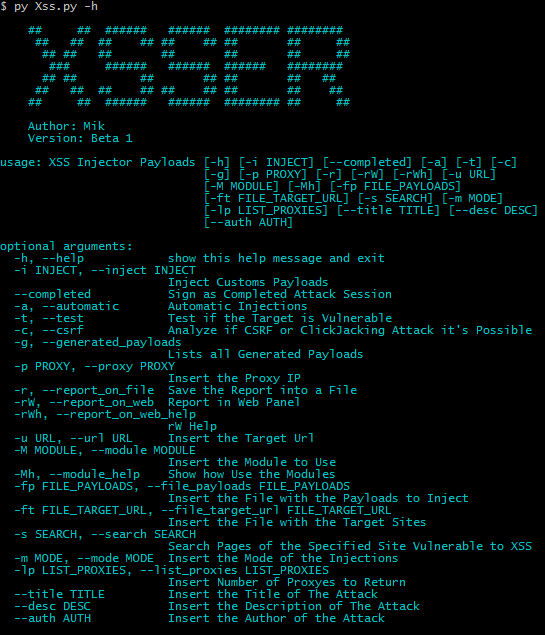 $ py Xss.py -h
XSSER
Author: Mik
Version: Beta 1
usage: XSS Injector Payloads [-h] [-i INJECT] [--completed] [-a] [-t] [-c]
[-g] [-p PROXY] [-r] [-rW] [-rWh] [-u URL]
[-M MODULE] [-Mh] [-fp FILE_PAYLOADS]
[-ft FILE_TARGET_URL] [-s SEARCH] [-m MODE]
[-lp LIST_PROXIES] [--title TITLE] [--desc DESC]
[--auth AUTH]
optional arguments:
-h, --help show this help message and exit
-i INJECT, --inject INJECT
Inject Customs Payloads
--completed Sign as Completed Attack Session
-a, --automatic Automatic Injections
-t, --test Test if the Target is Vulnerable
-c, --csrf Analyze if CSRF or ClickJacking Attack it's Possible
-g, --generated_payloads
Lists all Generated Payloads
-p PROXY, --proxy PROXY
Insert the Proxy IP
-r, --report_on_file Save the Report into a File
-rW, --report_on_web Report in Web Panel
-rWh, --report_on_web_help
rW Help
-u URL, --url URL Insert the Target Url
-M MODULE, --module MODULE
Insert the Module to Use
-Mh, --module_help Show how Use the Modules
-fp FILE_PAYLOADS, --file_payloads FILE_PAYLOADS
Insert the File with the Payloads to Inject
-ft FILE_TARGET_URL, --file_target_url FILE_TARGET_URL
Insert the File with the Target Sites
-s SEARCH, --search SEARCH
Search Pages of the Specified Site Vulnerable to XSS
-m MODE, --mode MODE Insert the Mode of the Injections
-lp LIST_PROXIES, --list_proxies LIST_PROXIES
Insert Number of Proxyes to Return
--title TITLE Insert the Title of The Attack
--desc DESC Insert the Description of The Attack
--auth AUTH Insert the Author of the Attack